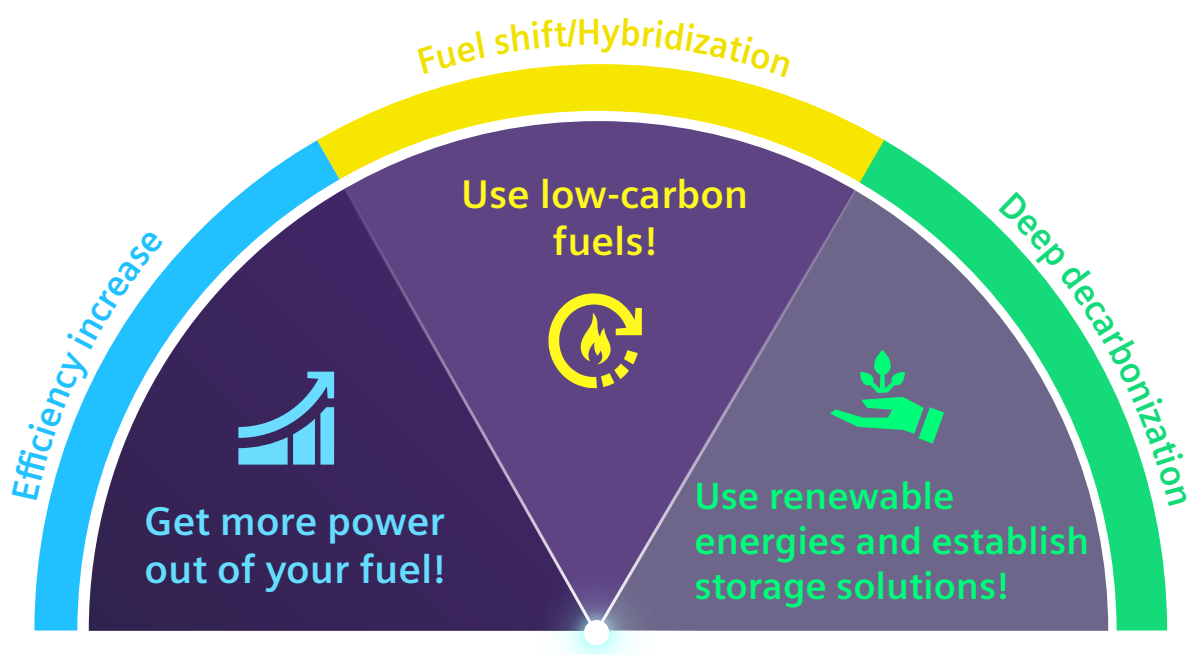 Fuel shift/Hybridization
Efficiency increase
Deep decarbonization
Use low-carbon
fuels!
Get more power
out of your fuel!
Use renewable
energies and establish
storage solutions!